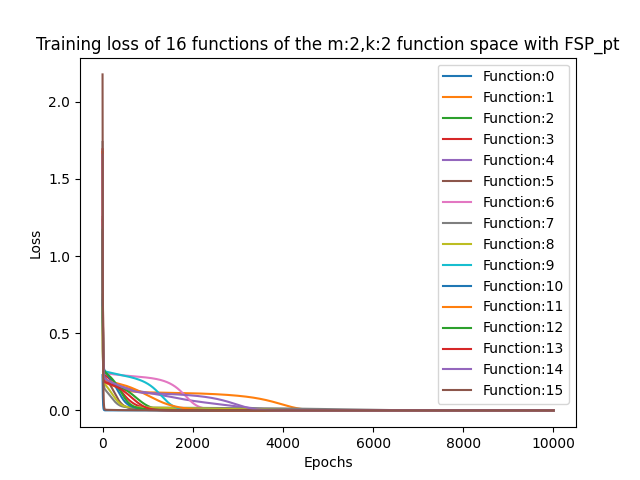 Training loss of 16 functions of the m:2,k:2 function space with FSP_pt
Loss
2.0
1.5
1.0
0.5
0.0
0
2000
4000
6000
8000
10000
Epochs
Function:0
Function:1
Function:2
Function:3
Function:4
Function:5
Function:6
Function:7
Function:8
Function:9
Function:10
Function:11
Function:12
Function:13
Function:14
Function:15